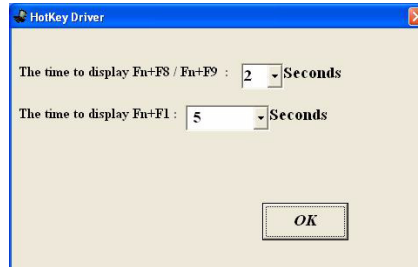 HotKey Driver
The time to display Fn+F8 / Fn+F9 : 2 Seconds
The time to display Fn+F1 : 5 Seconds
OK